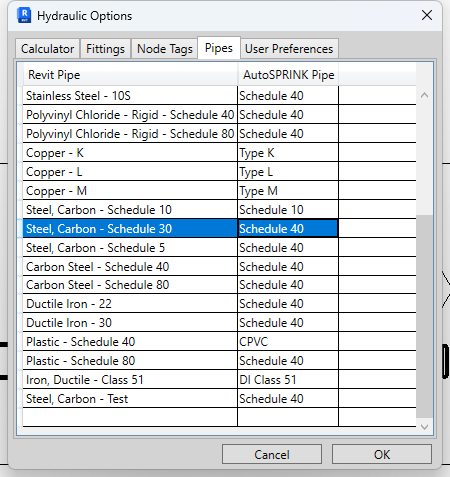 Hydraulic Options
Calculator Fittings Node Tags Pipes User Preferences
Revit Pipe AutoSPRINK Pipe
Stainless Steel - 10S Schedule 40
Polyvinyl Chloride - Rigid - Schedule 40 Schedule 40
Polyvinyl Chloride - Rigid - Schedule 80 Schedule 40
Copper - K Type K
Copper - L Type L
Copper - M Type M
Steel, Carbon - Schedule 10 Schedule 10
Steel, Carbon - Schedule 30 Schedule 40
Steel, Carbon - Schedule 5 Schedule 40
Carbon Steel - Schedule 40 Schedule 40
Carbon Steel - Schedule 80 Schedule 40
Ductile Iron - 22 Schedule 40
Ductile Iron - 30 Schedule 40
Plastic - Schedule 40 CPVC
Plastic - Schedule 80 Schedule 40
Iron, Ductile - Class 51 DI Class 51
Steel, Carbon - Test Schedule 40
Cancel OK